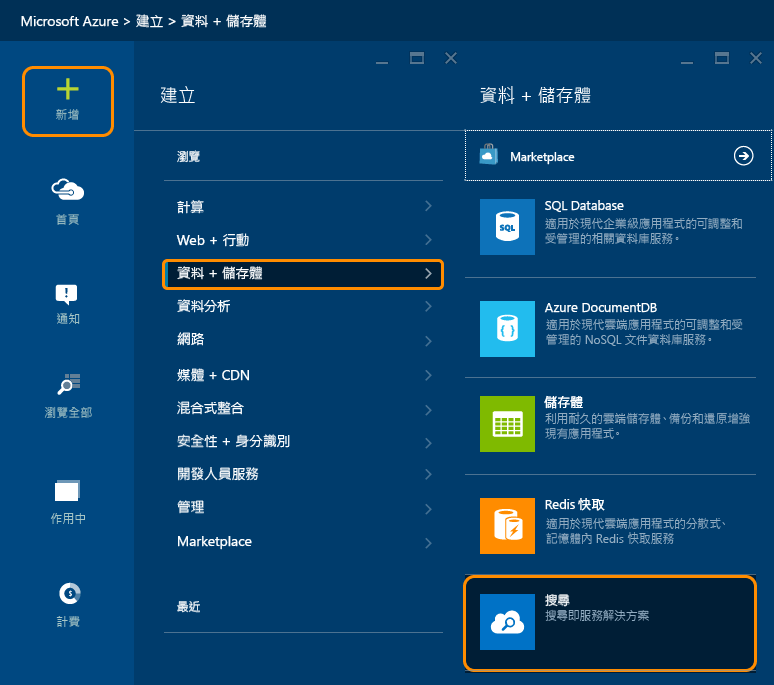 Microsoft Azure > 建立 > 資料 + 儲存體
新增
首頁
通知
瀏覽全部
作用中
計費
建立
瀏覽
計算
Web + 行動
資料 + 儲存體
資料分析
網路
媒體 + CDN
混合式整合
安全性 + 身分識別
開發人員服務
管理
Marketplace
最近
資料 + 儲存體
Marketplace
SQL Database
SQL
適用於現代企業級應用程式的可調整和
受管理的相關資料庫服務。
Azure DocumentDB
適用於現代雲端應用程式的可調整和受
管理的 NoSQL 文件資料庫服務。
儲存體
利用耐久的雲端儲存體、備份和還原增強
現有應用程式。
Redis 快取
適用於現代雲端應用程式的分散式、
記憶體內 Redis 快取服務
搜尋
搜尋即服務解決方案